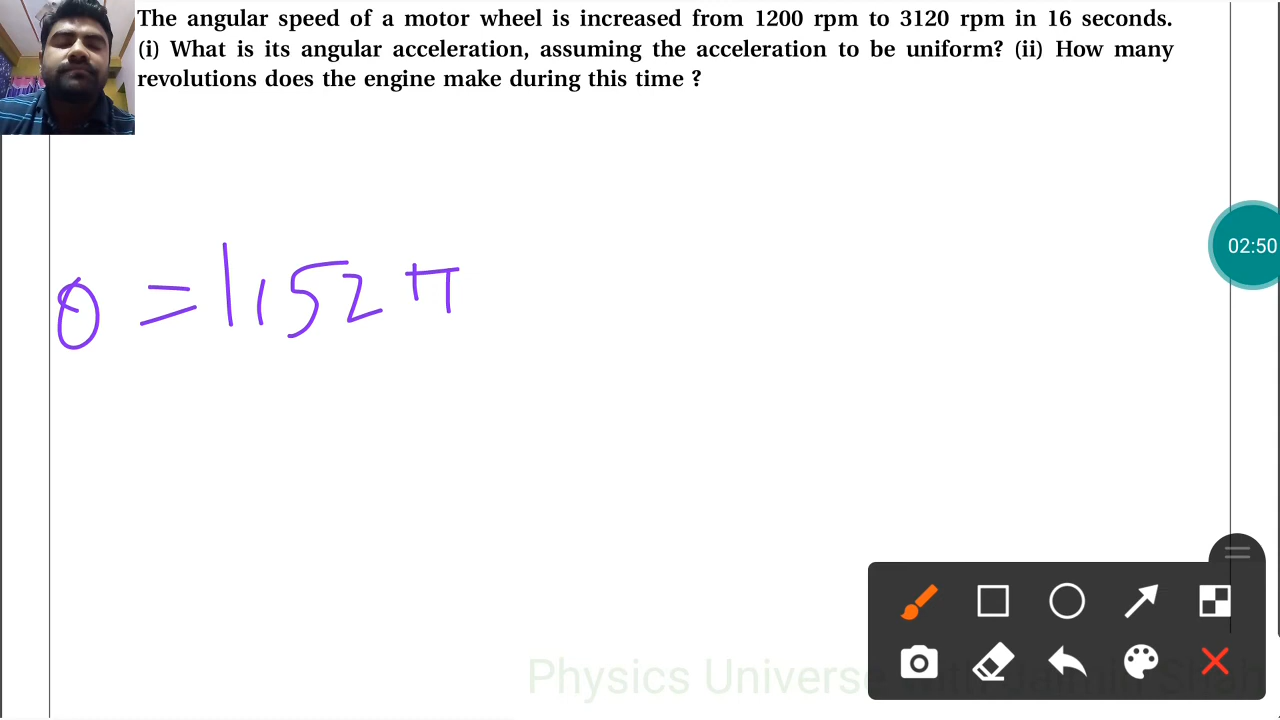 The angular speed of a motor wheel is increased from 1200 rpm to 3120 rpm in 16 seconds.
(i) What is its angular acceleration, assuming the acceleration to be uniform? (ii) How many
revolutions does the engine make during this time ?
02:50
θ = 1152 π
Physics Universe